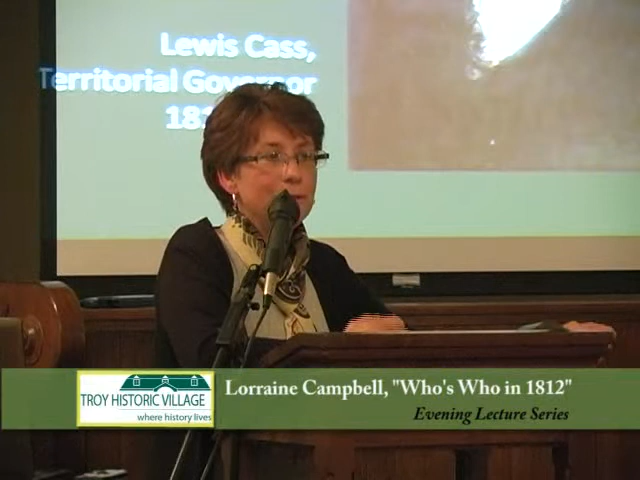 Lewis Cass,
Territorial Governor
TROY HISTORIC VILLAGE
where history lives
Lorraine Campbell, "Who's Who in 1812"
Evening Lecture Series